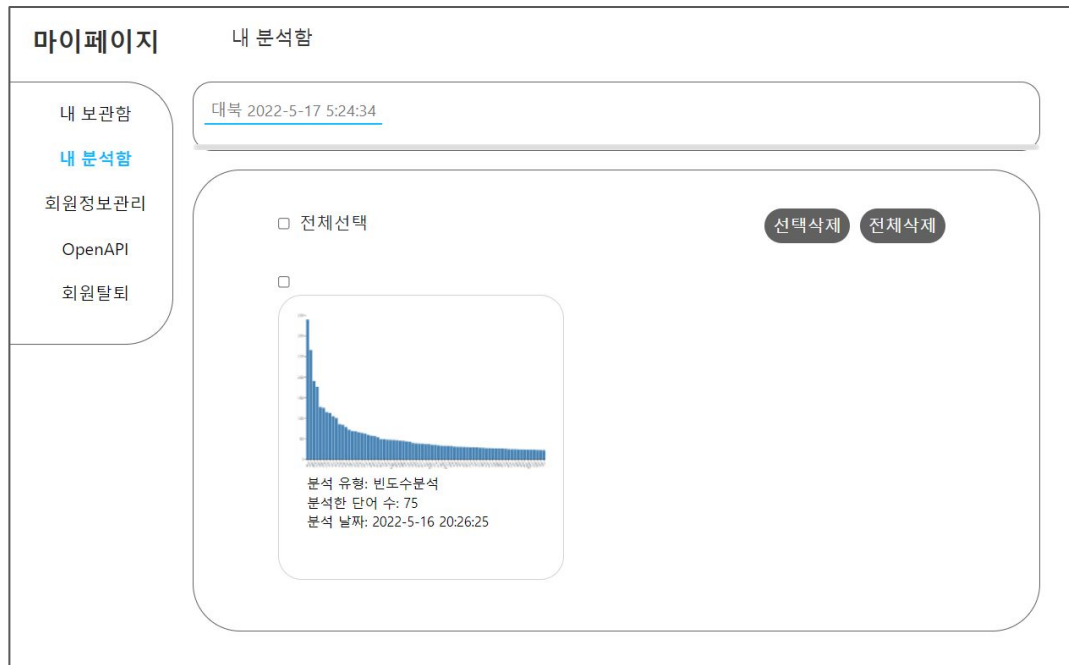 마이페이지
내 분석함
내 보관함
내 분석함
회원정보관리
OpenAPI
회원탈퇴
대북 2022-5-17 5:24:34
전체선택
선택삭제
전체삭제
분석 유형: 빈도수분석
분석한 단어 수: 75
분석 날짜: 2022-5-16 20:26:25